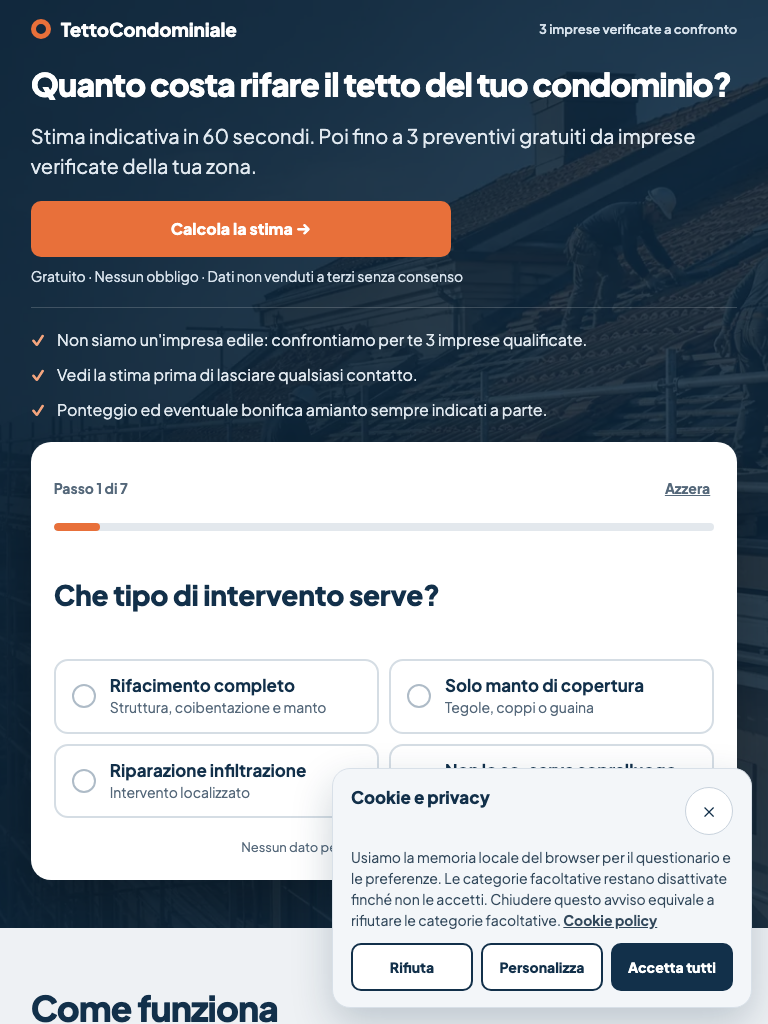 TettoCondominiale
3 imprese verificate a confronto
Quanto costa rifare il tetto del tuo condominio?
Stima indicativa in 60 secondi. Poi fino a 3 preventivi gratuiti da imprese
verificate della tua zona.
Calcola la stima →
Gratuito · Nessun obbligo · Dati non venduti a terzi senza consenso
Non siamo un'impresa edile: confrontiamo per te 3 imprese qualificate.
Vedi la stima prima di lasciare qualsiasi contatto.
Ponteggio ed eventuale bonifica amianto sempre indicati a parte.
Passo 1 di 7
Azzera
Che tipo di intervento serve?
Rifacimento completo
Struttura, coibentazione e manto
Solo manto di copertura
Tegole, coppi o guaina
Riparazione infiltrazione
Intervento localizzato
Nessun dato
Cookie e privacy
Usiamo la memoria locale del browser per il questionario e
le preferenze. Le categorie facoltative restano disattivate
finché non le accetti. Chiudere questo avviso equivale a
rifiutare le categorie facoltative. Cookie policy
Rifiuta
Personalizza
Accetta tutti
Come funziona